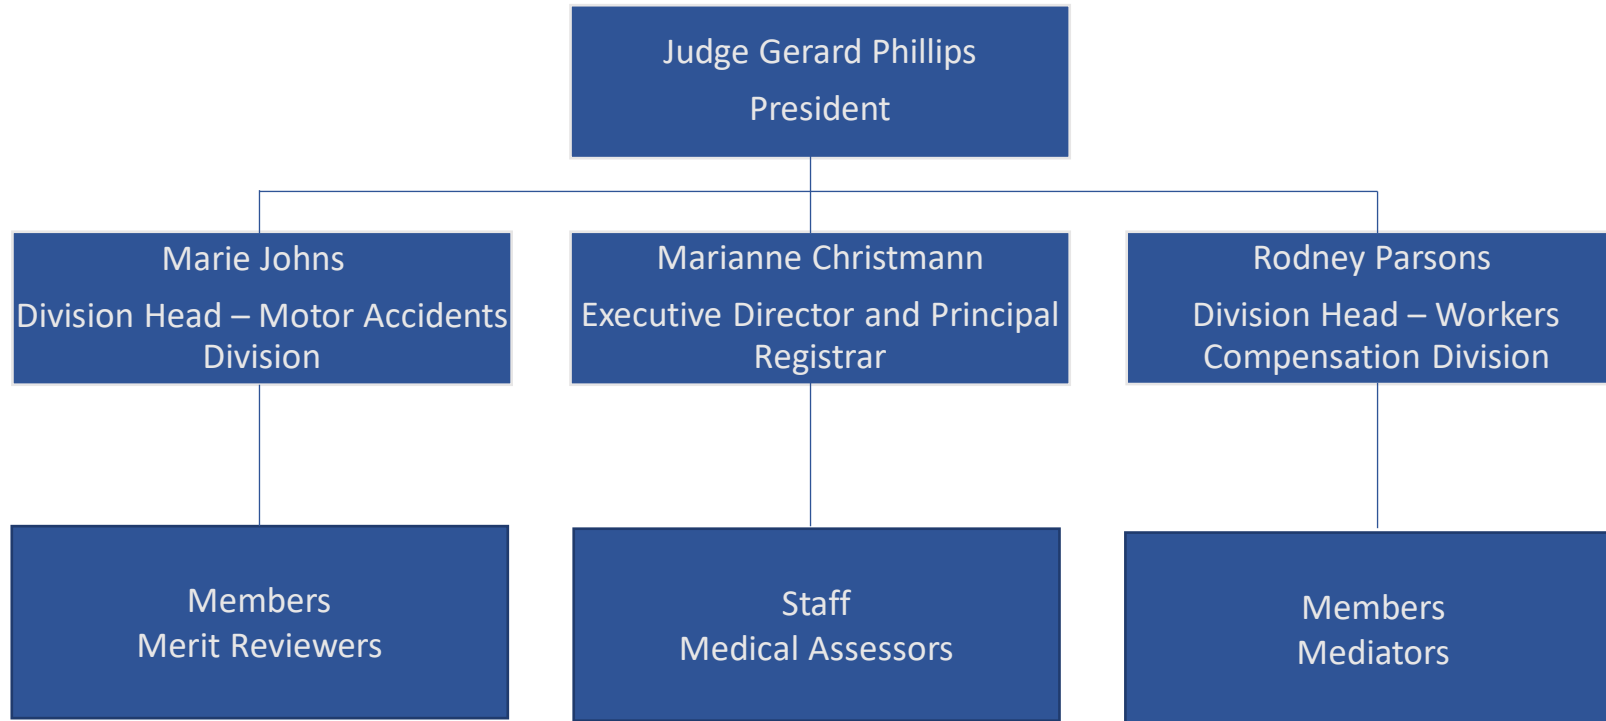 Judge Gerard Phillips
President
Marie Johns
Division Head – Motor Accidents
Division
Marianne Christmann
Executive Director and Principal
Registrar
Rodney Parsons
Division Head – Workers
Compensation Division
Members
Merit Reviewers
Staff
Medical Assessors
Members
Mediators